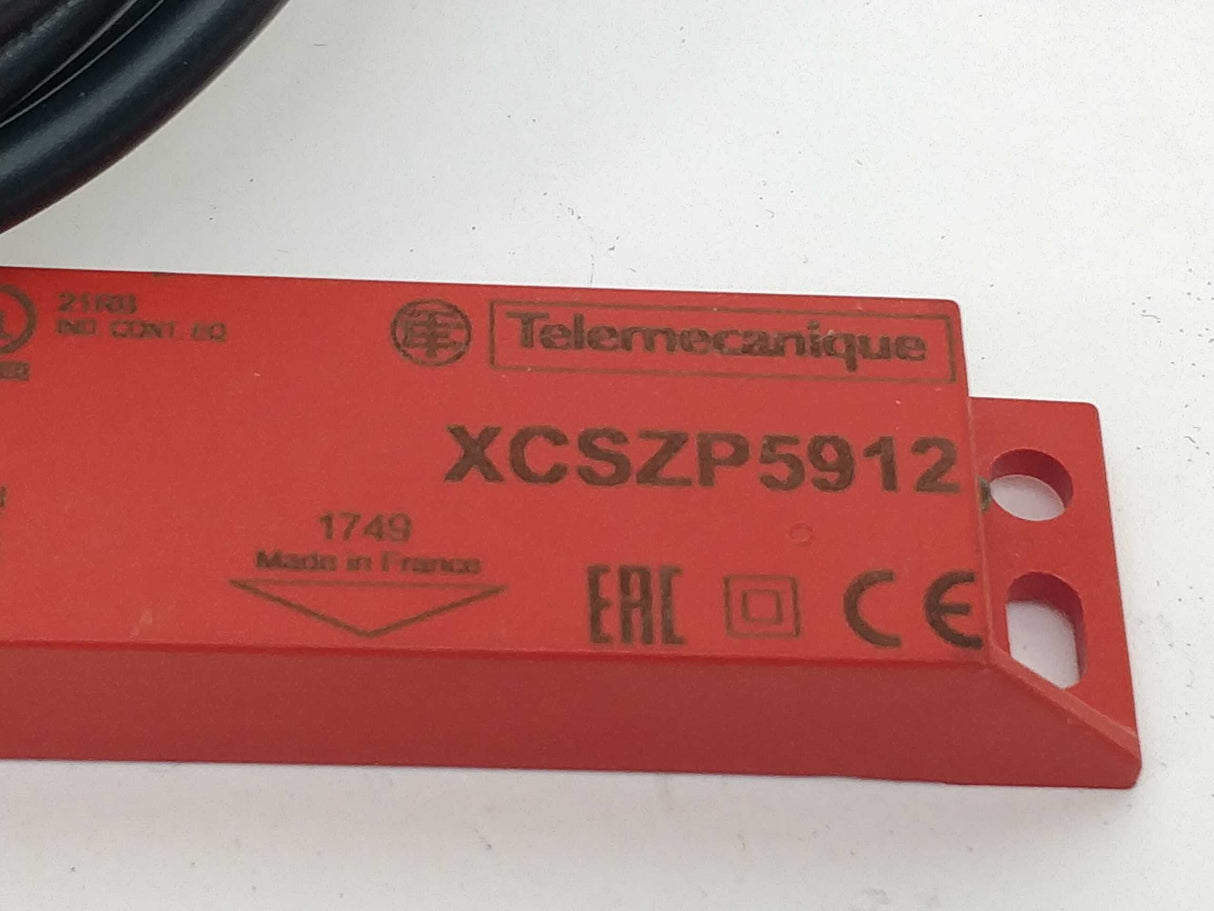 21RB
IND. CONT. EQ
Telemecanique
XCSZP5912
1749
Made in France
EAC
CE